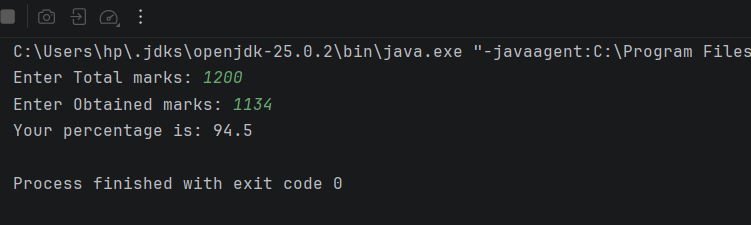 C:\Users\hp\.jdks\openjdk-25.0.2\bin\java.exe "-javaagent:C:\Program Files
Enter Total marks: 1200
Enter Obtained marks: 1134
Your percentage is: 94.5
Process finished with exit code 0